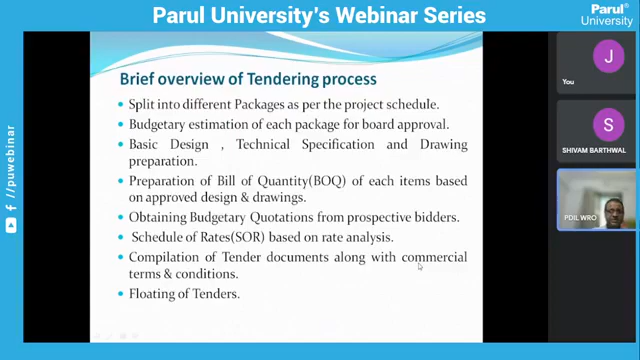 Parul University's Webinar Series
Parul
University
/puwebinar
Brief overview of Tendering process
• Split into different Packages as per the project schedule.
• Budgetary estimation of each package for board approval.
• Basic Design , Technical Specification and Drawing
preparation.
• Preparation of Bill of Quantity(BOQ) of each items based
on approved design & drawings.
• Obtaining Budgetary Quotations from prospective bidders.
• Schedule of Rates(SOR) based on rate analysis.
• Compilation of Tender documents along with commercial
terms & conditions.
• Floating of Tenders.
J
You
S
SHIVAM BARTHWAL
PDIL WRO